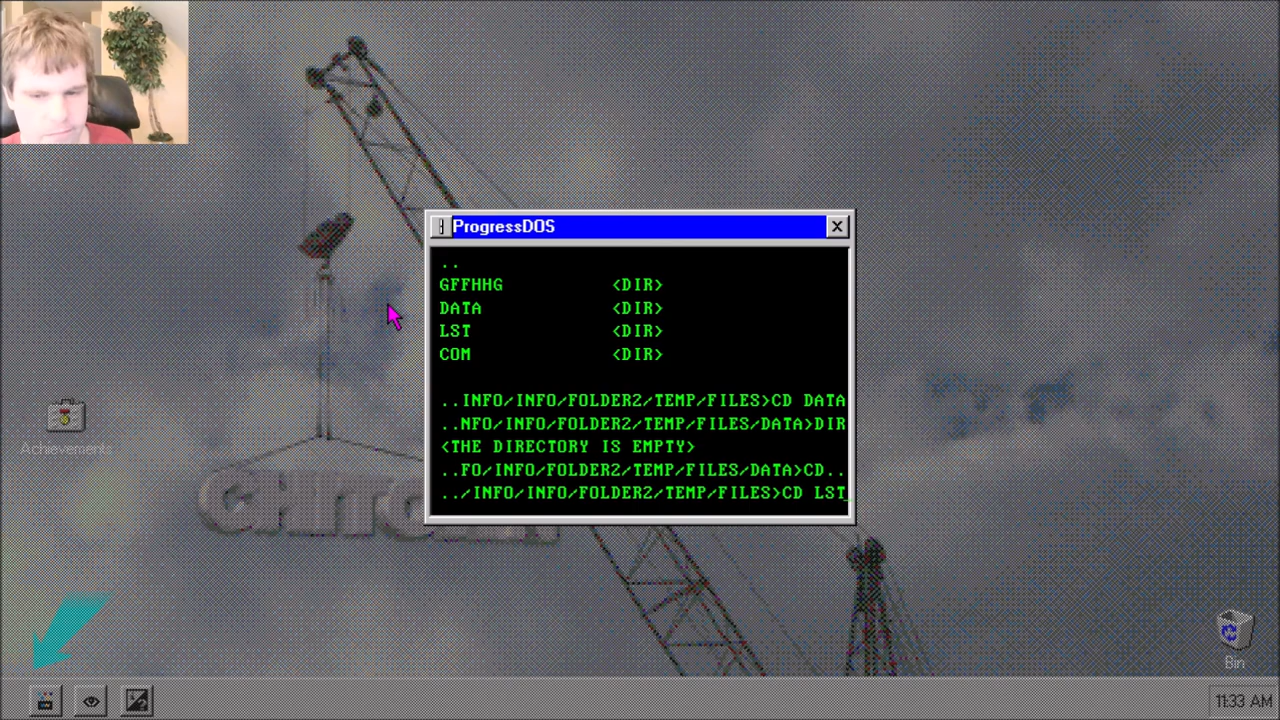 ProgressDOS
..
GFFHHG <DIR>
DATA <DIR>
LST <DIR>
COM <DIR>
..INFO/INFO/FOLDER2/TEMP/FILES>CD DATA
..NFO/INFO/FOLDER2/TEMP/FILES/DATA>DIR
<THE DIRECTORY IS EMPTY>
..FO/INFO/FOLDER2/TEMP/FILES/DATA>CD..
../INFO/INFO/FOLDER2/TEMP/FILES>CD LST_
Achievements
Bin
11:33 AM